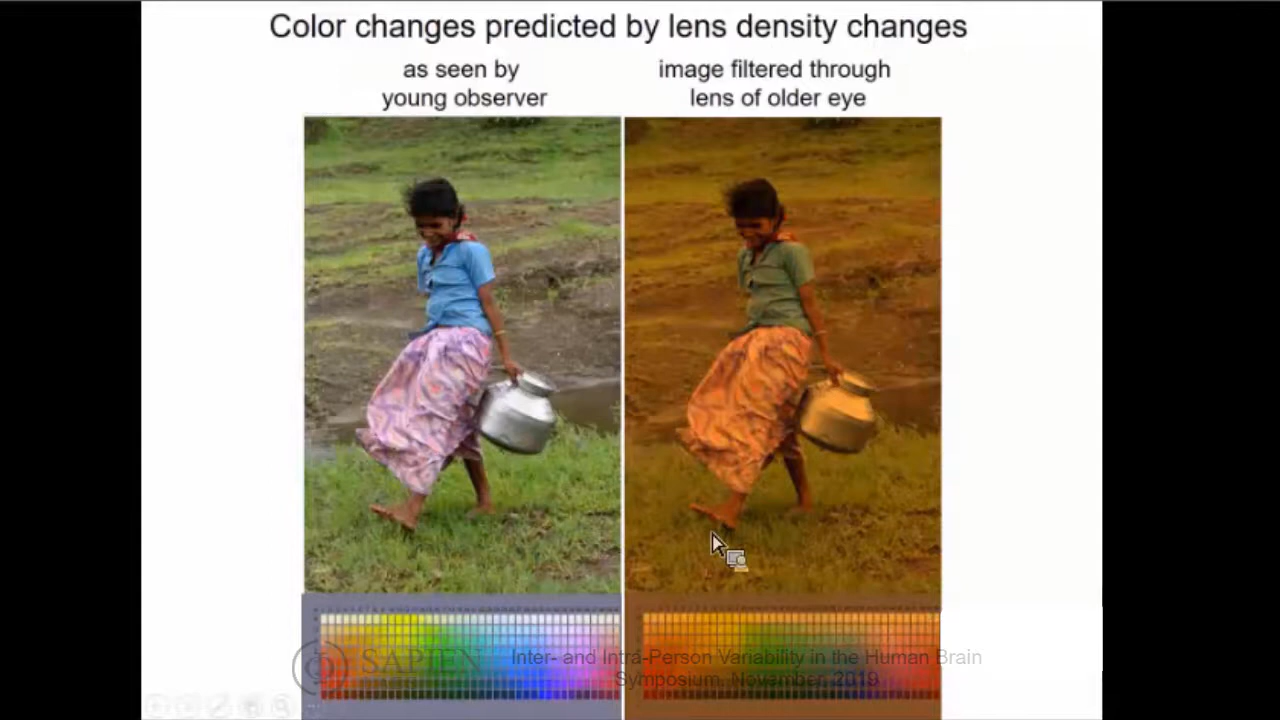 Color changes predicted by lens density changes
as seen by
young observer
image filtered through
lens of older eye
SAPIEN
Inter- and Intra-Person Variability in the Human Brain
Symposium, November, 2019